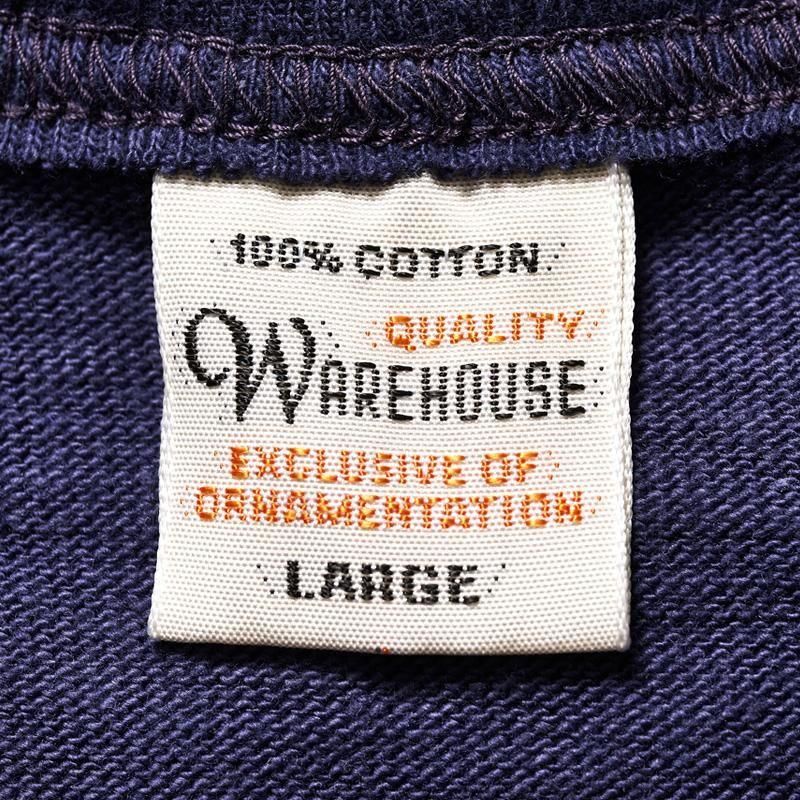 100% COTTON
QUALITY
WAREHOUSE
EXCLUSIVE OF
ORNAMENTATION
LARGE